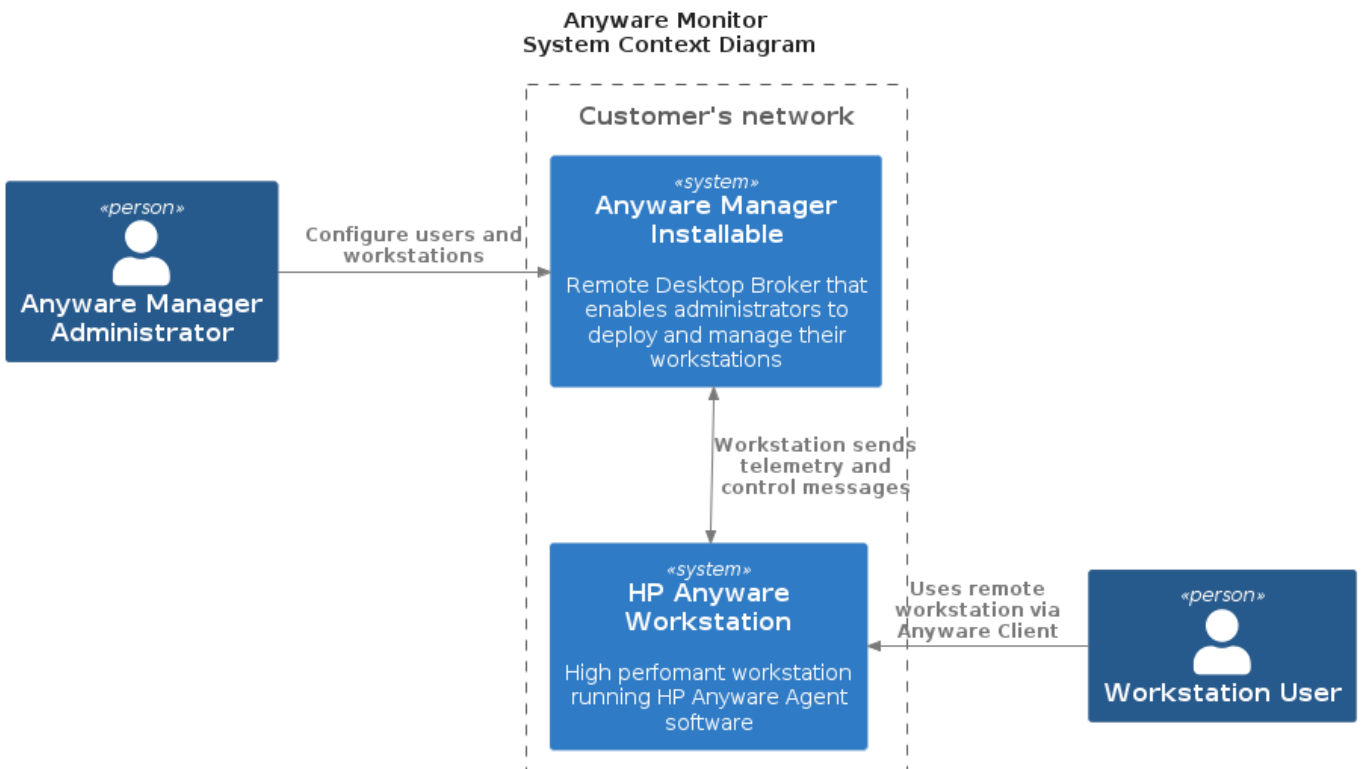 Anyware Monitor
System Context Diagram
Customer's network
«person»
Anyware Manager
Administrator
Configure users and
workstations
«system»
Anyware Manager
Installable
Remote Desktop Broker that
enables administrators to
deploy and manage their
workstations
Workstation sends
telemetry and
control messages
«system»
HP Anyware
Workstation
High perfomant workstation
running HP Anyware Agent
software
Uses remote
workstation via
Anyware Client
«person»
Workstation User